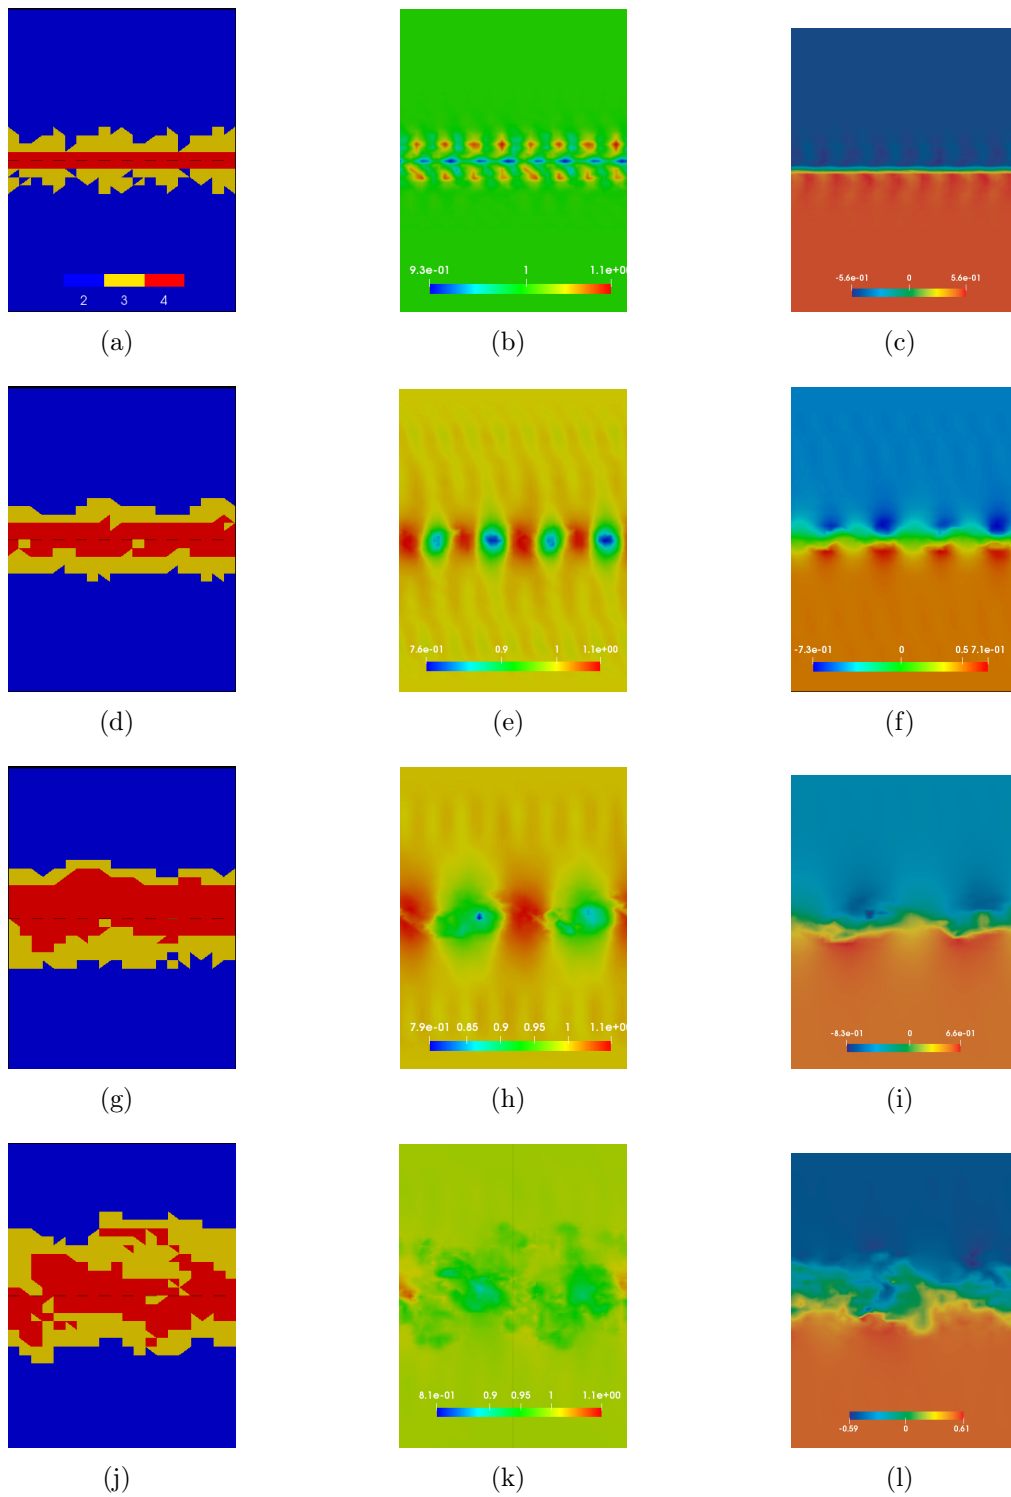 2 3 4
9.3e-01 1 1.1e+00
-5.6e-01 0 5.6e-01
(a) (b) (c)
7.6e-01 0.9 1 1.1e+00
-7.3e-01 0 0.5 7.1e-01
(d) (e) (f)
7.9e-01 0.85 0.9 0.95 1 1.1e+00
-8.3e-01 0 6.6e-01
(g) (h) (i)
8.1e-01 0.9 0.95 1 1.1e+00
-0.59 0 0.61
(j) (k) (l)